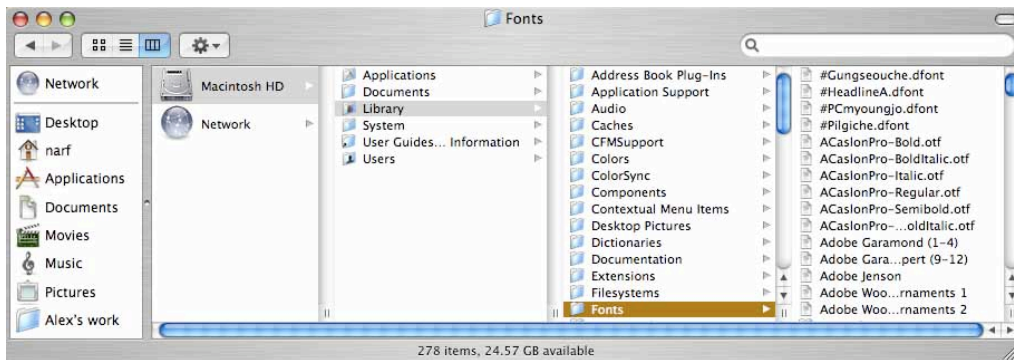 Fonts
Network
Desktop
narf
Applications
Documents
Movies
Music
Pictures
Alex's work
Macintosh HD
Network
Applications
Documents
Library
System
User Guides... Information
Users
Address Book Plug-Ins
Application Support
Audio
Caches
CFMSupport
Colors
ColorSync
Components
Contextual Menu Items
Desktop Pictures
Dictionaries
Documentation
Extensions
Filesystems
Fonts
#Gungseouche.dfont
#HeadlineA.dfont
#PCmyoungjo.dfont
#Pilgiche.dfont
ACaslonPro-Bold.otf
ACaslonPro-BoldItalic.otf
ACaslonPro-Italic.otf
ACaslonPro-Regular.otf
ACaslonPro-Semibold.otf
ACaslonPro-...oldItalic.otf
Adobe Garamond (1-4)
Adobe Gara...pert (9-12)
Adobe Jenson
Adobe Woo...rnaments 1
Adobe Woo...rnaments 2
278 items, 24.57 GB available